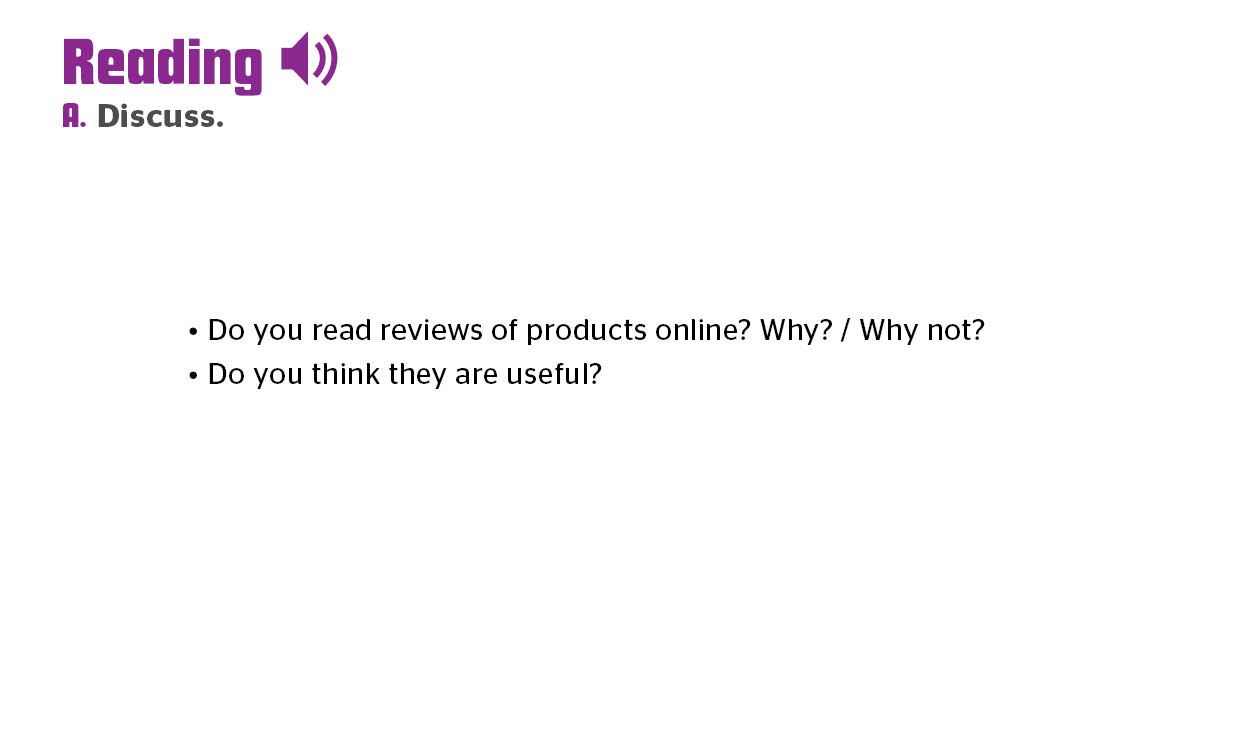 Reading
A. Discuss.
• Do you read reviews of products online? Why? / Why not?
• Do you think they are useful?